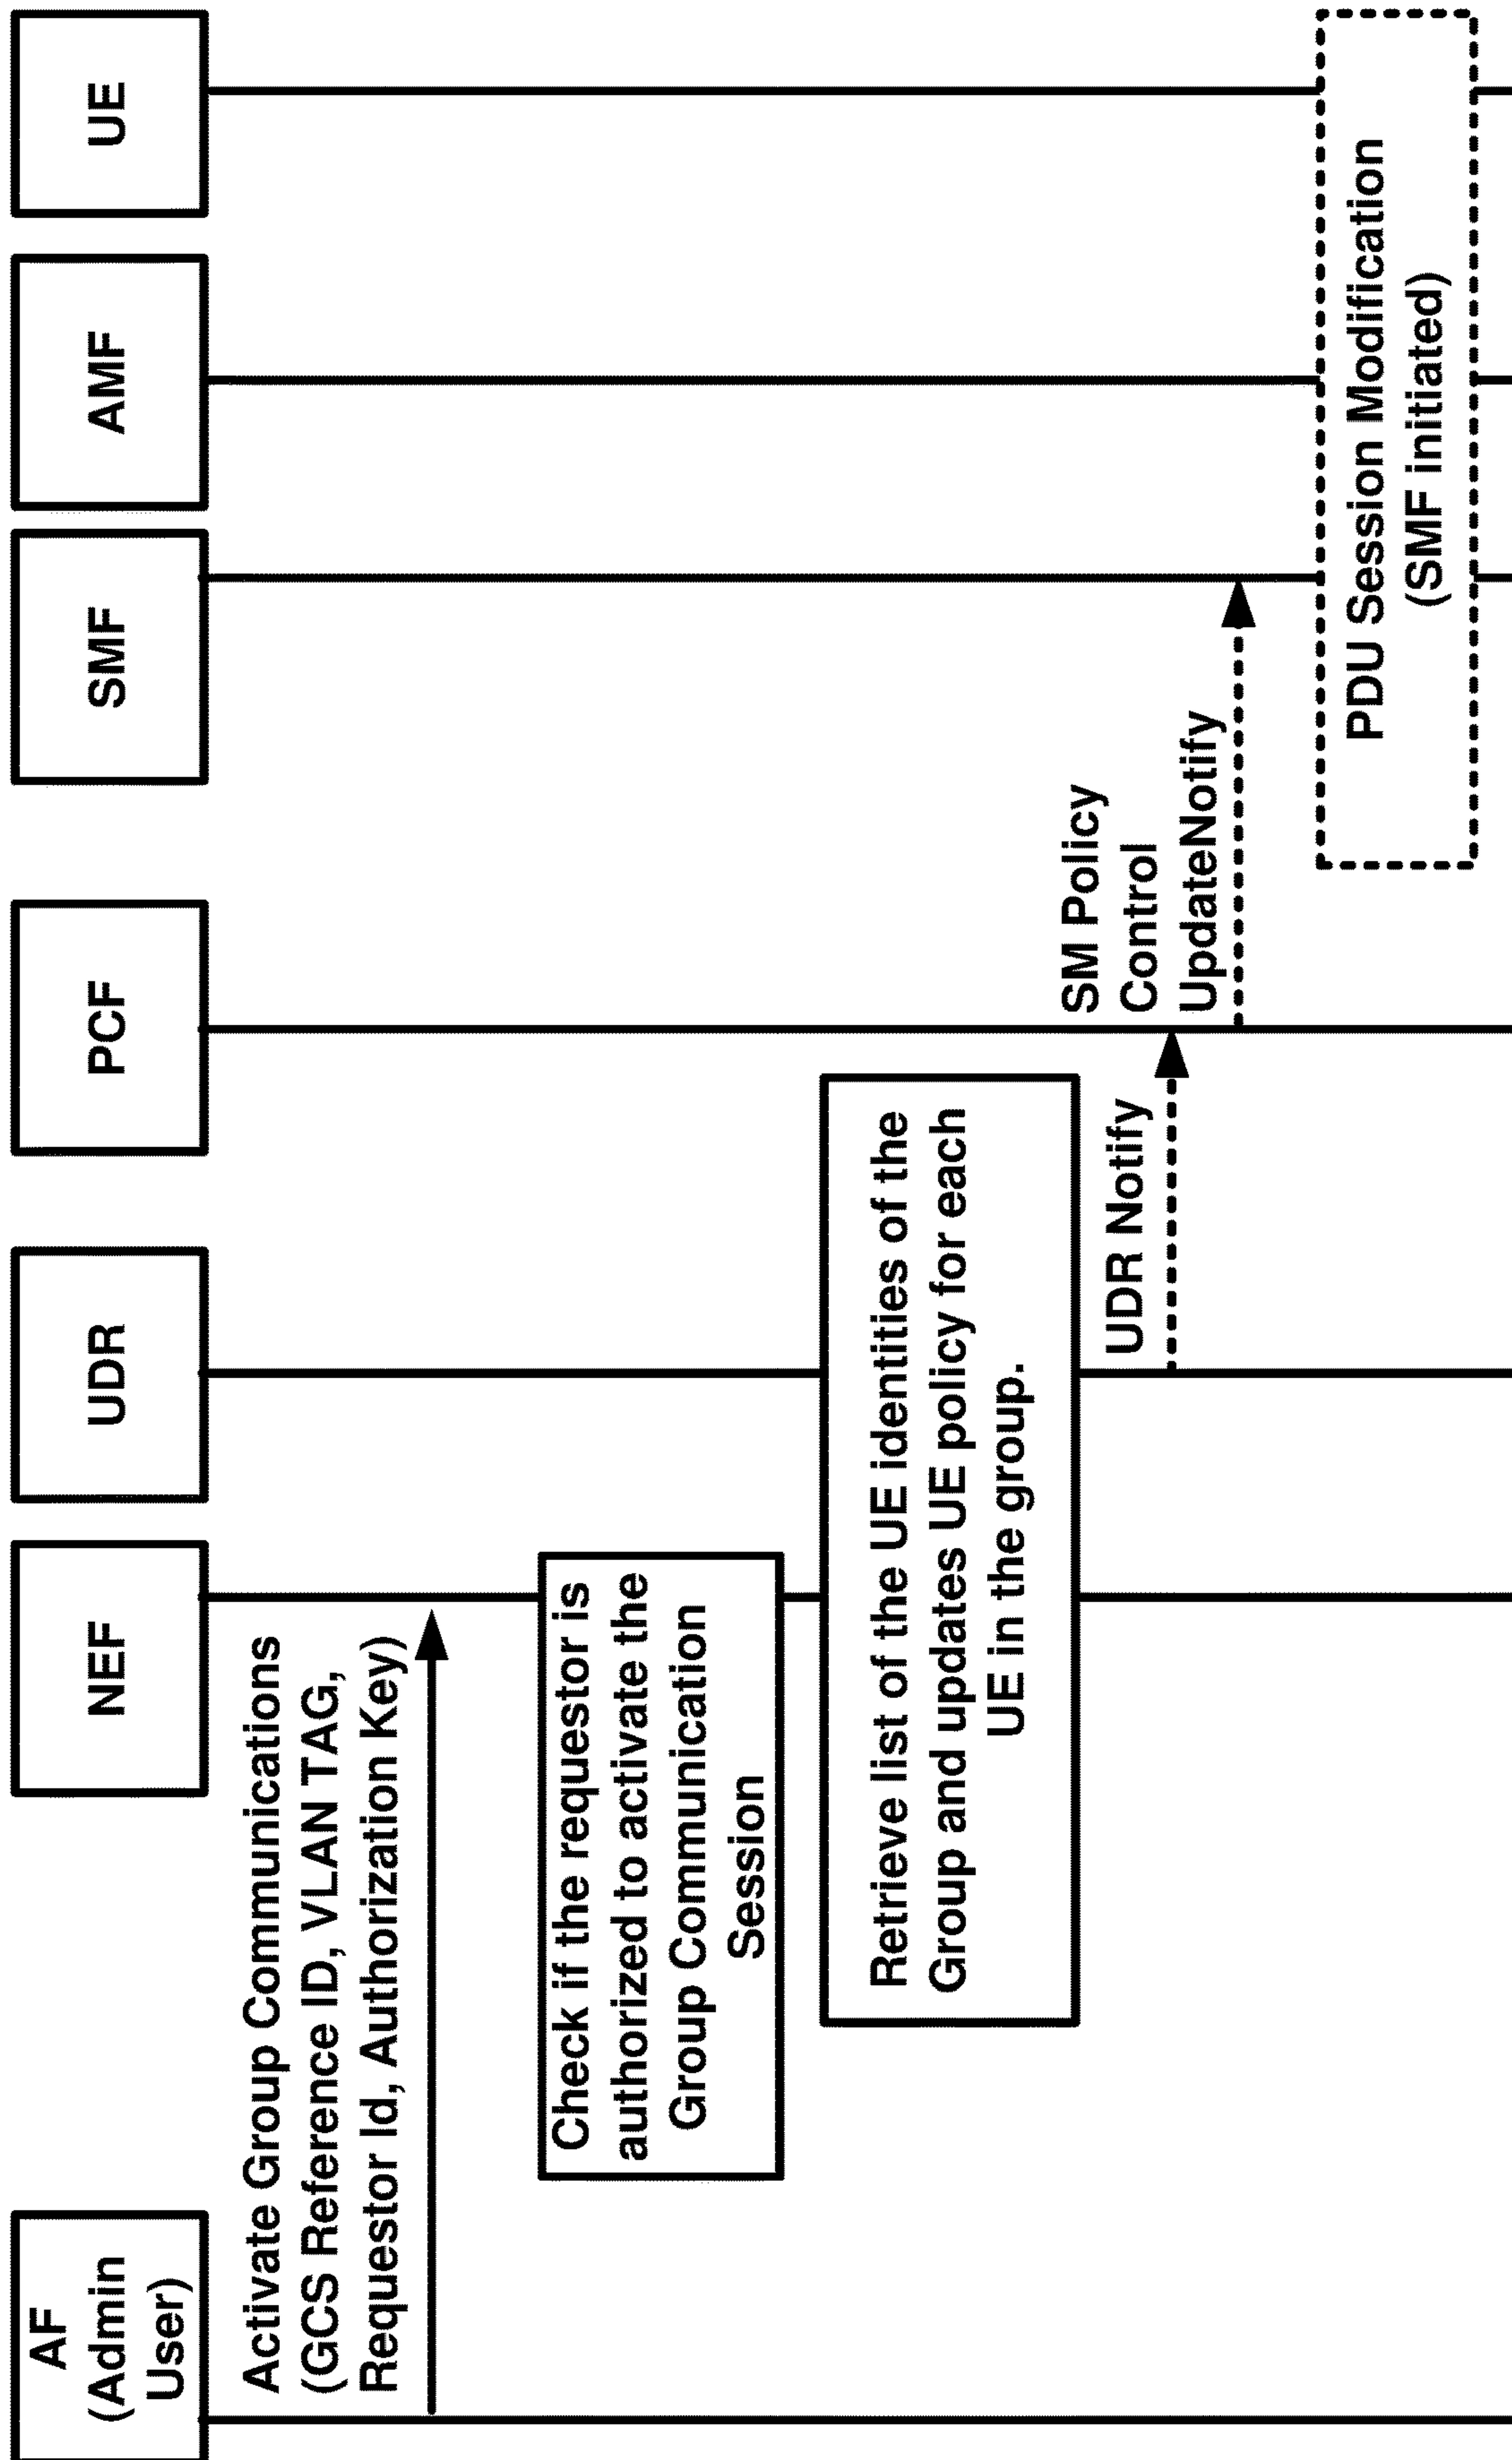 AF
(Admin
User)
NEF
UDR
PCF
SMF
AMF
UE
Activate Group Communications
(GCS Reference ID, VLAN TAG,
Requestor Id, Authorization Key)
Check if the requestor is
authorized to activate the
Group Communication
Session
Retrieve list of the UE identities of the
Group and updates UE policy for each
UE in the group.
UDR Notify
SM Policy
Control
UpdateNotify
PDU Session Modification
(SMF initiated)